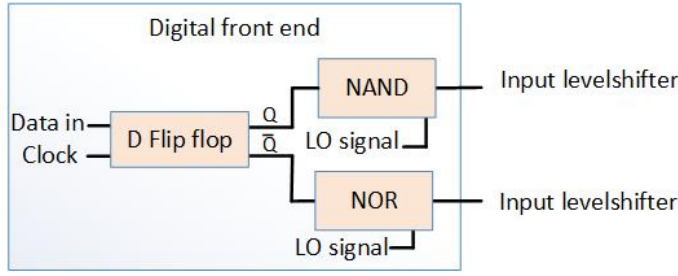 Digital front end
NAND
Input levelshifter
Data in
Clock
D Flip flop
Q
Q̅
LO signal
NOR
Input levelshifter
LO signal